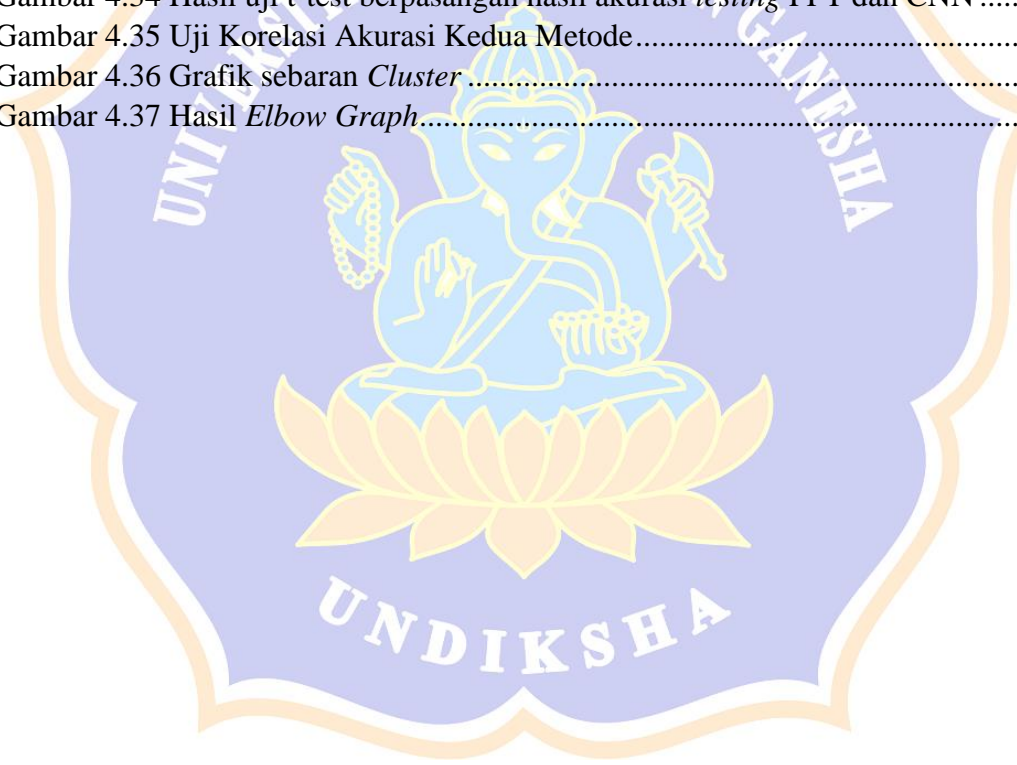 Gambar 4.34 Hasil uji t-test berpasangan hasil akurasi testing dan CNN.....
Gambar 4.35 Uji Korelasi Akurasi Kedua Metode..........................................
Gambar 4.36 Grafik sebaran Cluster............................................................
Gambar 4.37 Hasil Elbow Graph..................................................................
GANESHA
UNDIKSHA